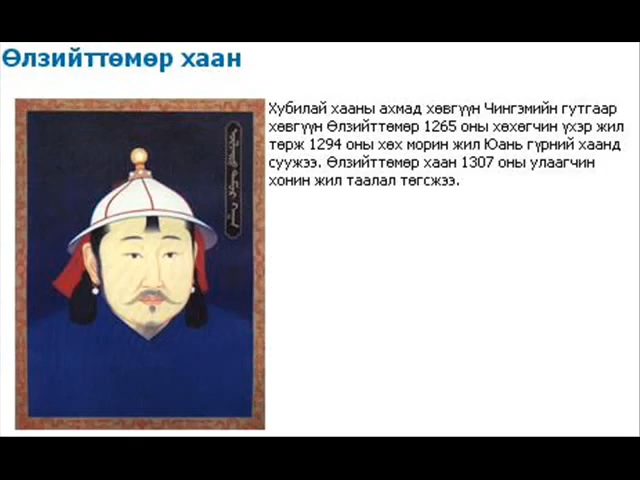 Өлзийттөмөр хаан
Хубилай хааны ахмад хөвгүүн Чингэмийн гутгаар
хөвгүүн Өлзийттөмөр 1265 оны хөхөгчин үхэр жил
төрж 1294 оны хөх морин жил Юань гүрний хаанд
суужээ. Өлзийттөмөр хаан 1307 оны улаагчин
хонин жил таалал төгсжээ.